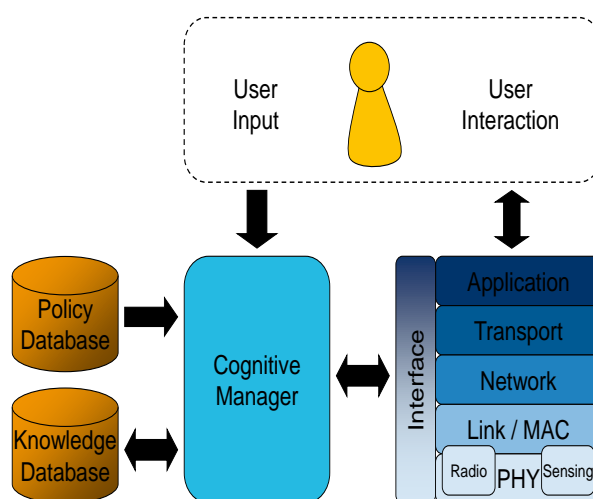 User
Input
User
Interaction
Policy
Database
Knowledge
Database
Cognitive
Manager
Interface
Application
Transport
Network
Link / MAC
Radio
PHY
Sensing